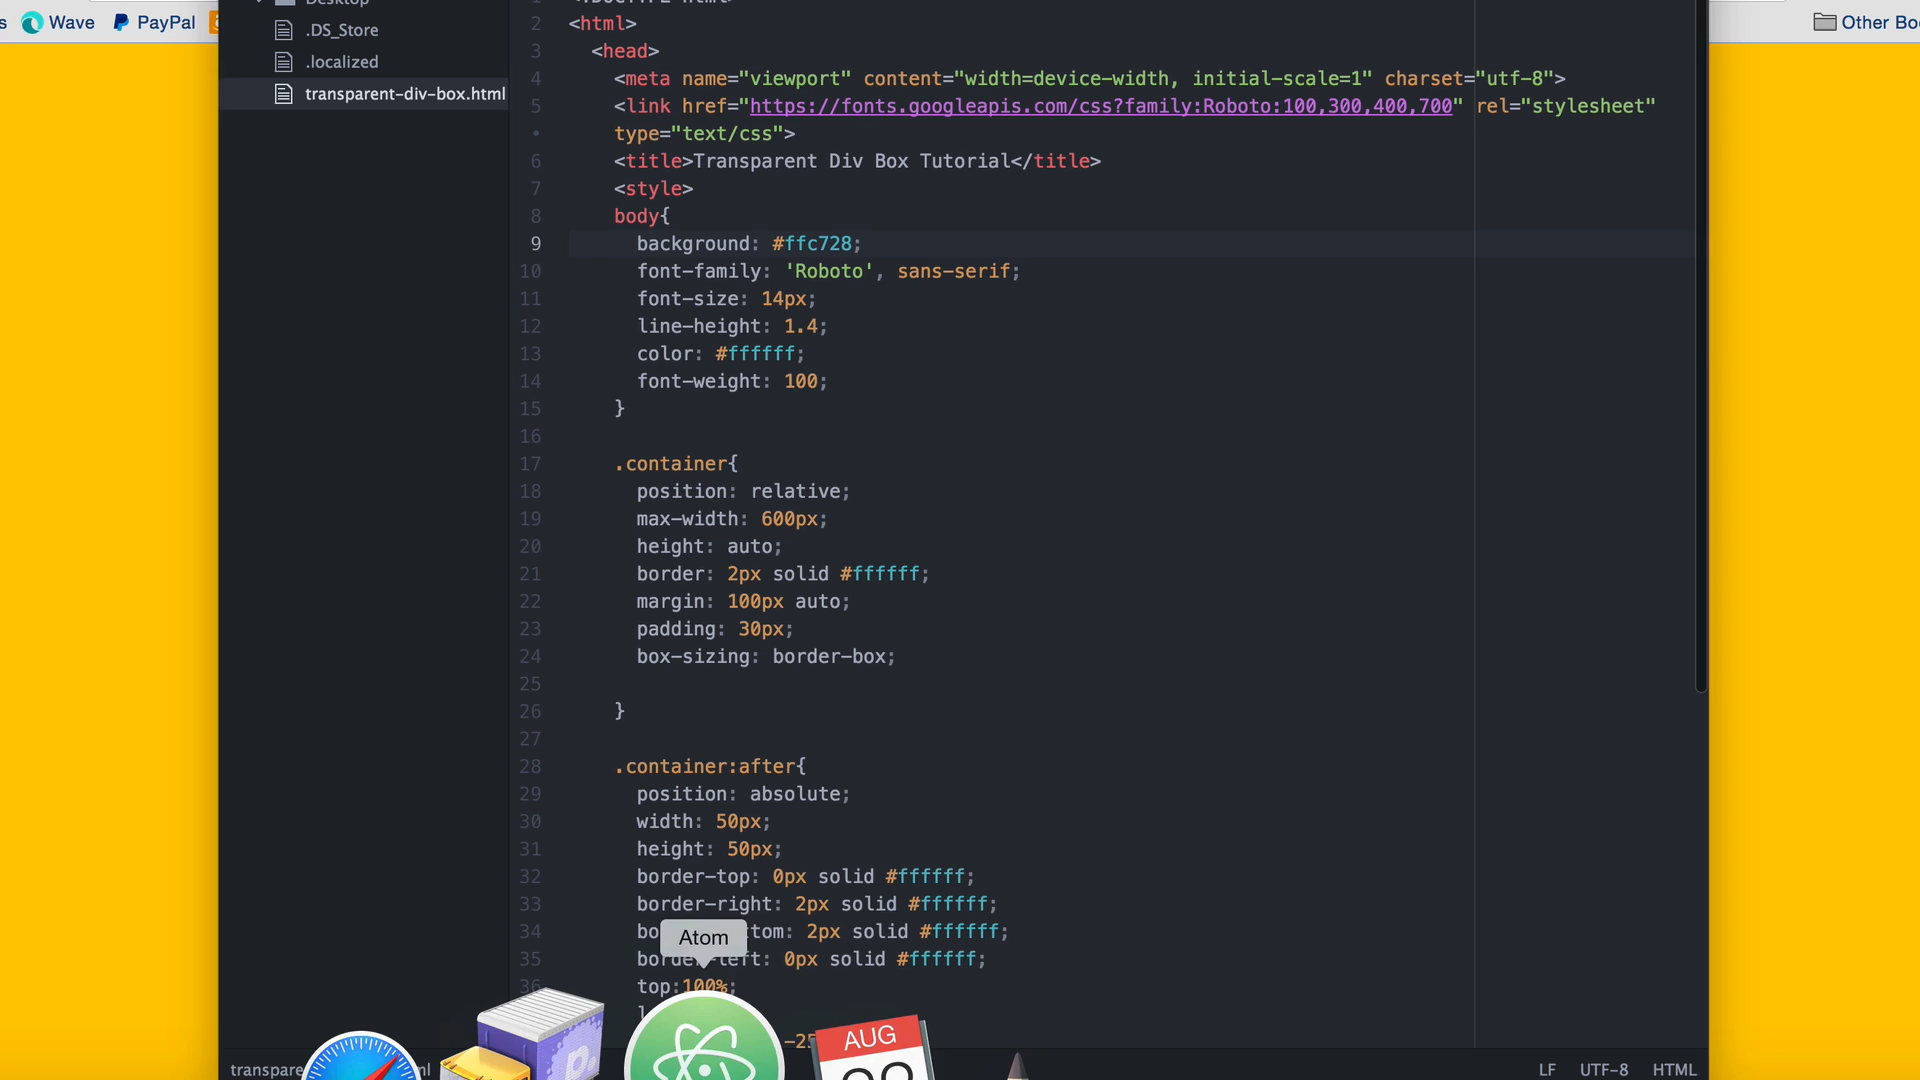 s Wave PayPal
Other Bo
Desktop
.DS_Store
.localized
transparent-div-box.html
1 <!DOCTYPE html>
2 <html>
3 <head>
4 <meta name="viewport" content="width=device-width, initial-scale=1" charset="utf-8">
5 <link href="https://fonts.googleapis.com/css?family:Roboto:100,300,400,700" rel="stylesheet"
• type="text/css">
6 <title>Transparent Div Box Tutorial</title>
7 <style>
8 body{
9 background: #ffc728;
10 font-family: 'Roboto', sans-serif;
11 font-size: 14px;
12 line-height: 1.4;
13 color: #ffffff;
14 font-weight: 100;
15 }
16
17 .container{
18 position: relative;
19 max-width: 600px;
20 height: auto;
21 border: 2px solid #ffffff;
22 margin: 100px auto;
23 padding: 30px;
24 box-sizing: border-box;
25
26 }
27
28 .container:after{
29 position: absolute;
30 width: 50px;
31 height: 50px;
32 border-top: 0px solid #ffffff;
33 border-right: 2px solid #ffffff;
34 bo tom: 2px solid #ffffff;
Atom
35 border-left: 0px solid #ffffff;
36 top:100%;
-25
AUG
transpare ml
LF UTF-8 HTML